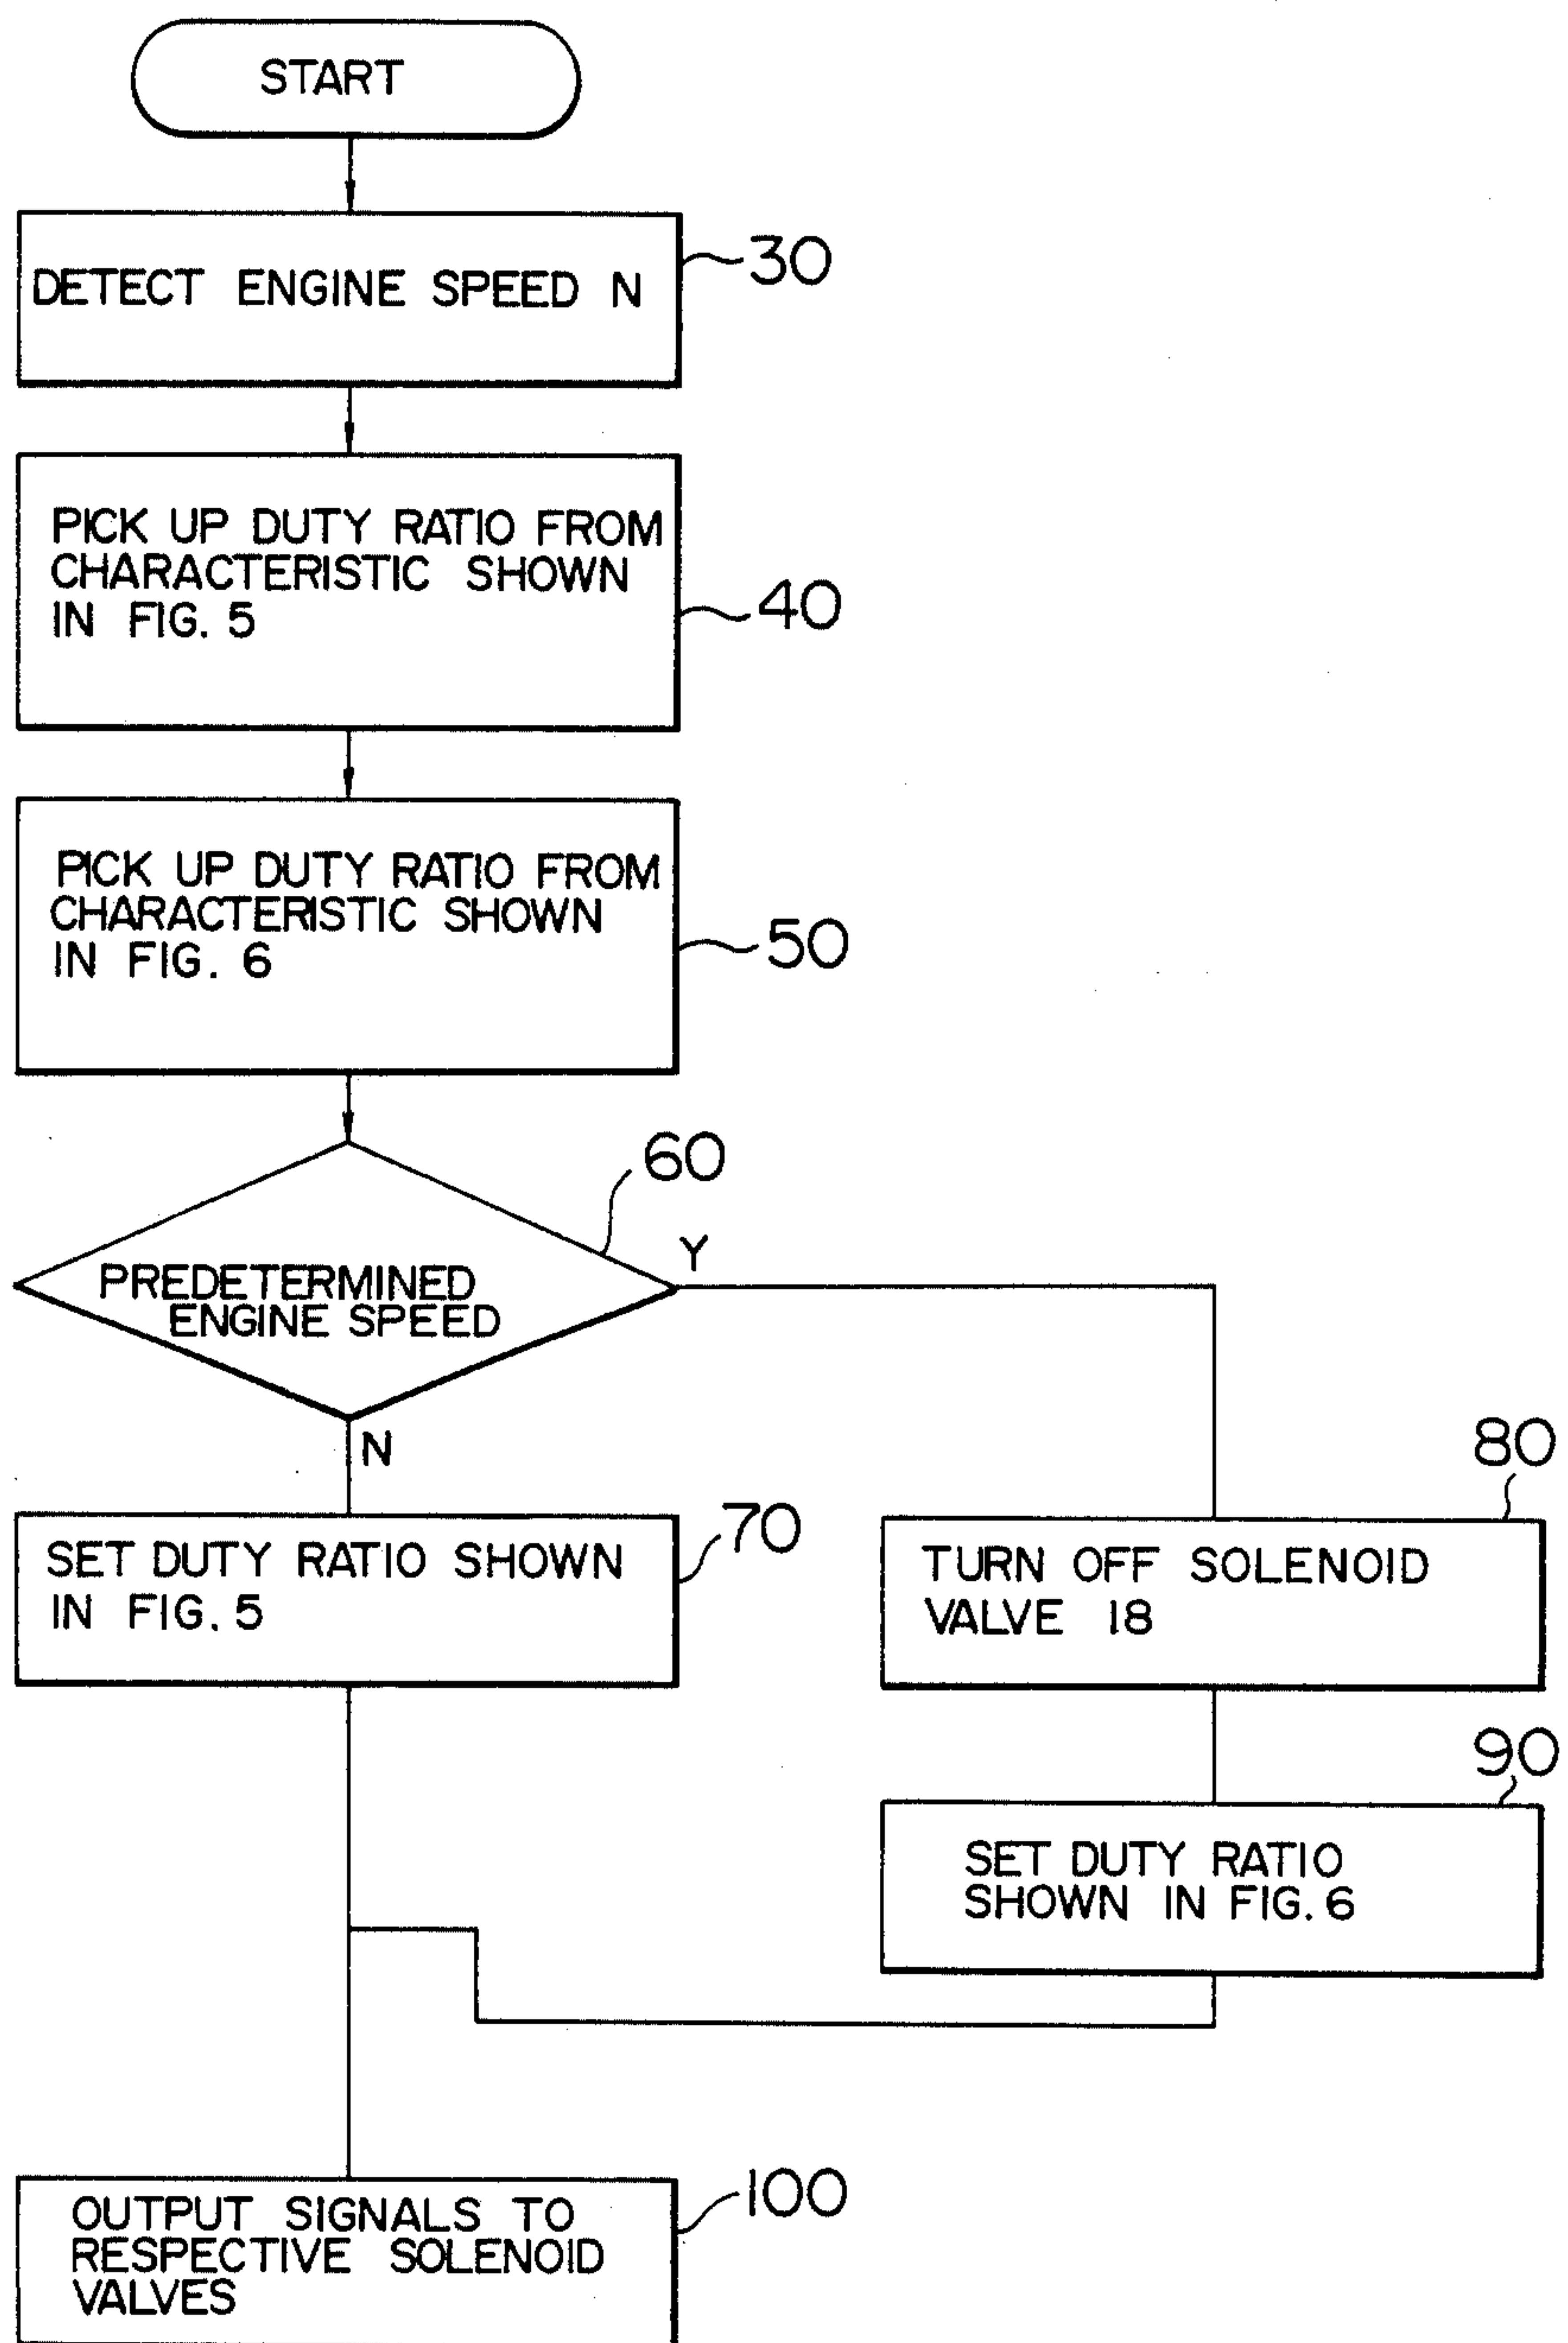 START
DETECT ENGINE SPEED N
30
PICK UP DUTY RATIO FROM
CHARACTERISTIC SHOWN
IN FIG. 5
40
PICK UP DUTY RATIO FROM
CHARACTERISTIC SHOWN
IN FIG. 6
50
60
PREDETERMINED
ENGINE SPEED
Y
N
SET DUTY RATIO SHOWN
IN FIG. 5
70
80
TURN OFF SOLENOID
VALVE 18
90
SET DUTY RATIO
SHOWN IN FIG. 6
OUTPUT SIGNALS TO
RESPECTIVE SOLENOID
VALVES
100